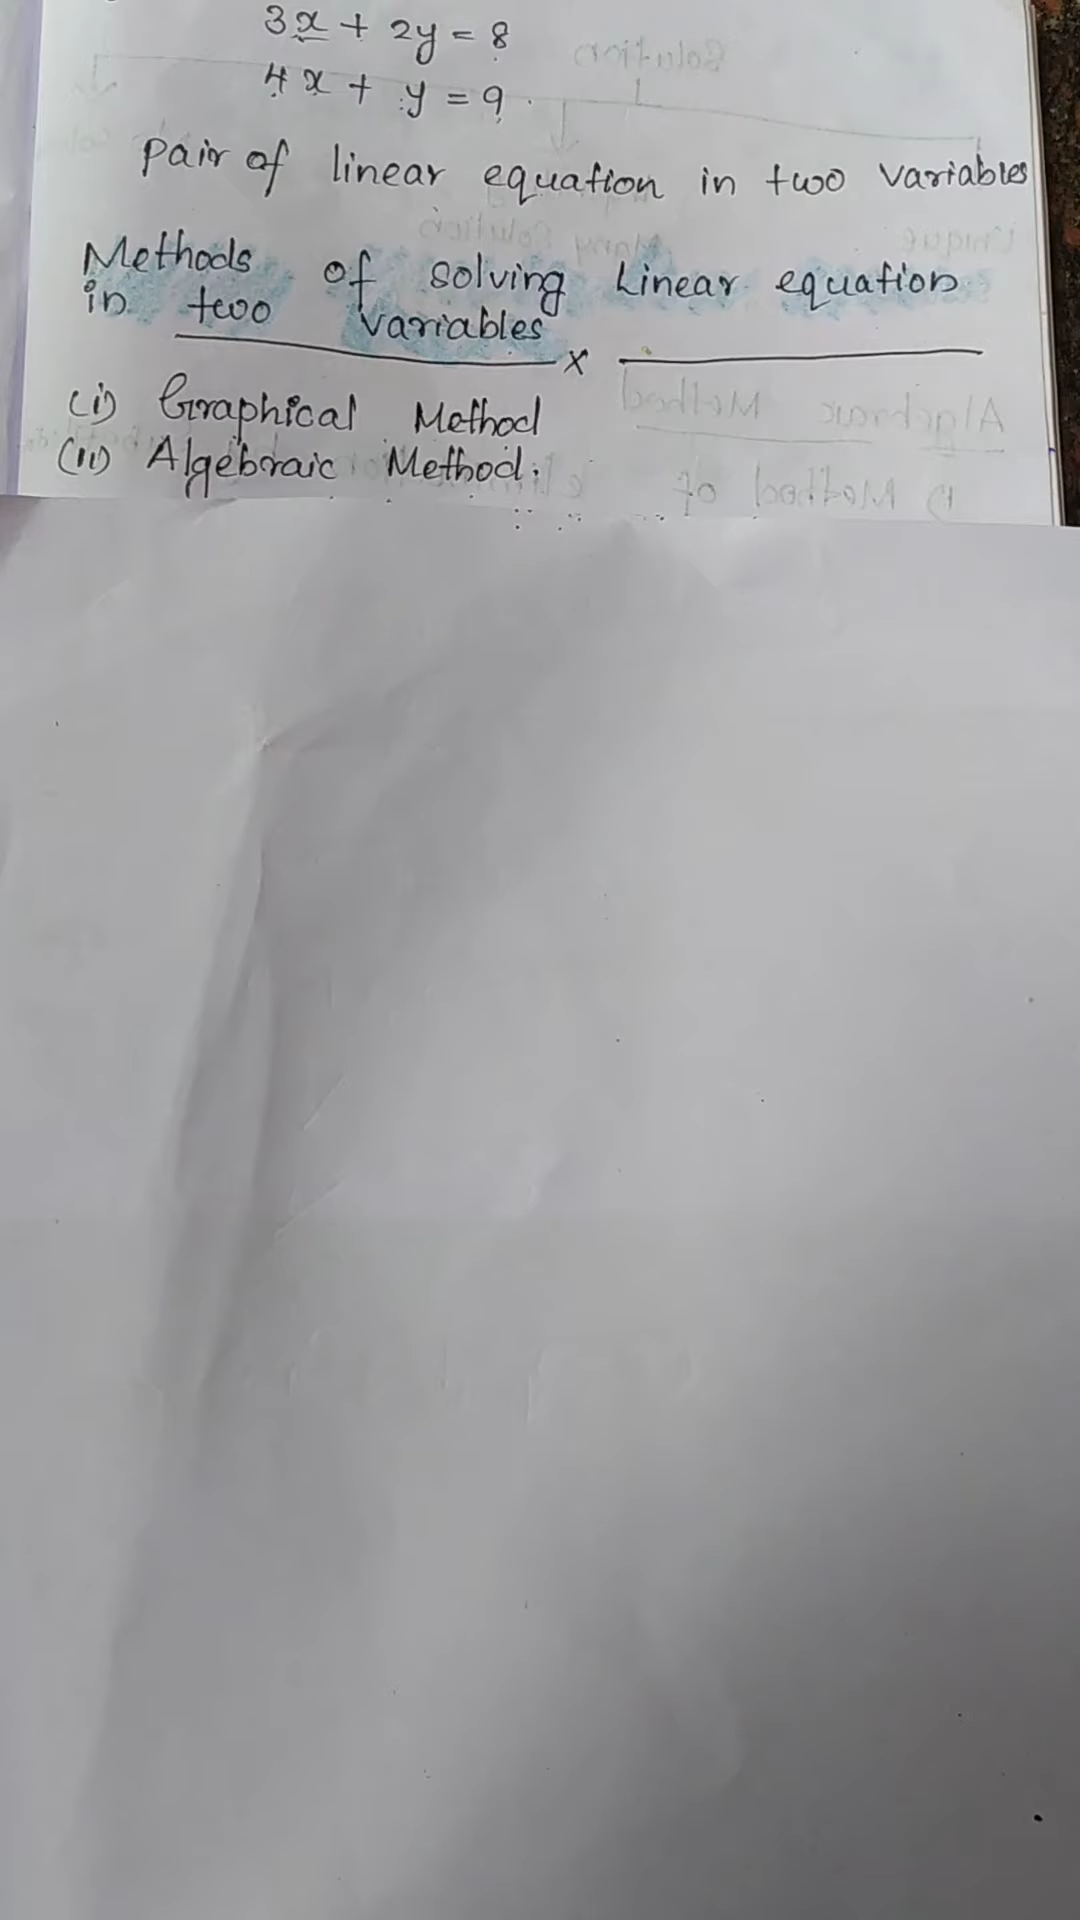 3x + 2y = 8
4x + y = 9.
Pair of linear equation in two variables
Methods of solving Linear equation
in two variables
x
(i) Graphical Method
(ii) Algebraic Method.